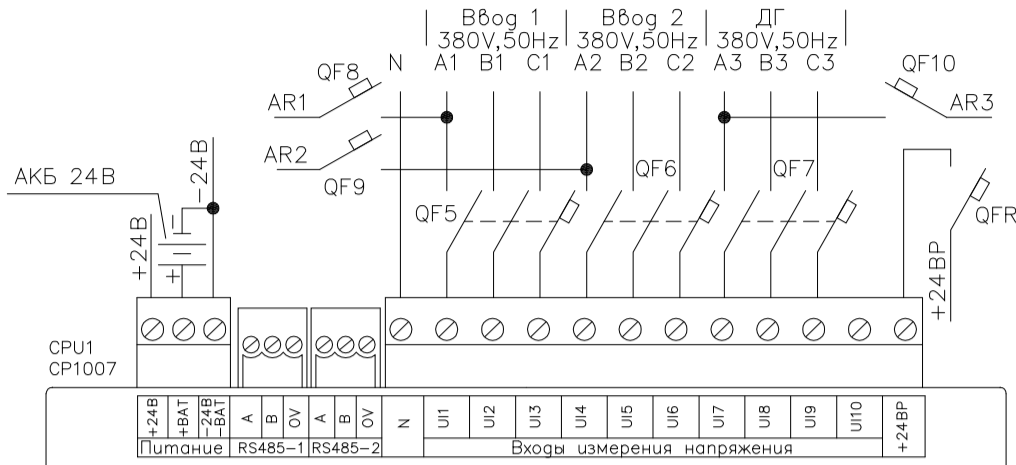 Ввод 1 Ввод 2 ДГ
380V,50Hz 380V,50Hz 380V,50Hz
QF8 N A1 B1 C1 A2 B2 C2 A3 B3 C3 QF10
AR1 AR3
AR2
QF9
АКБ 24В
-24В
+24В
+
QF5 QF6 QF7 QFR
+24ВР
CPU1
CP1007
+24В +ВАТ -24В -ВАТ A B 0V A B 0V N UI1 UI2 UI3 UI4 UI5 UI6 UI7 UI8 UI9 UI10 +24ВР
Питание RS485-1 RS485-2 Входы измерения напряжения